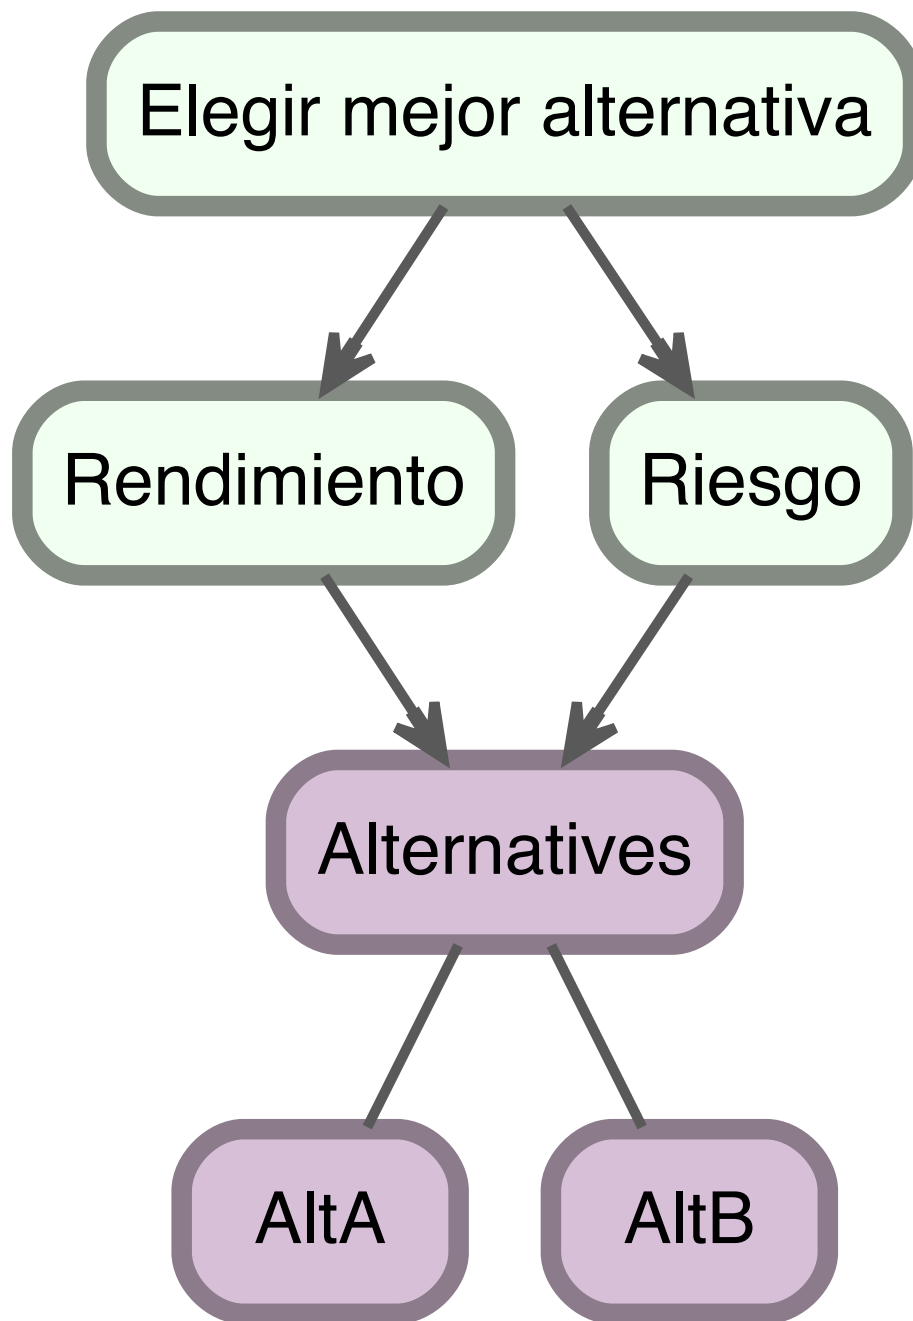 Elegir mejor alternativa
Rendimiento
Riesgo
Alternatives
AltA
AltB